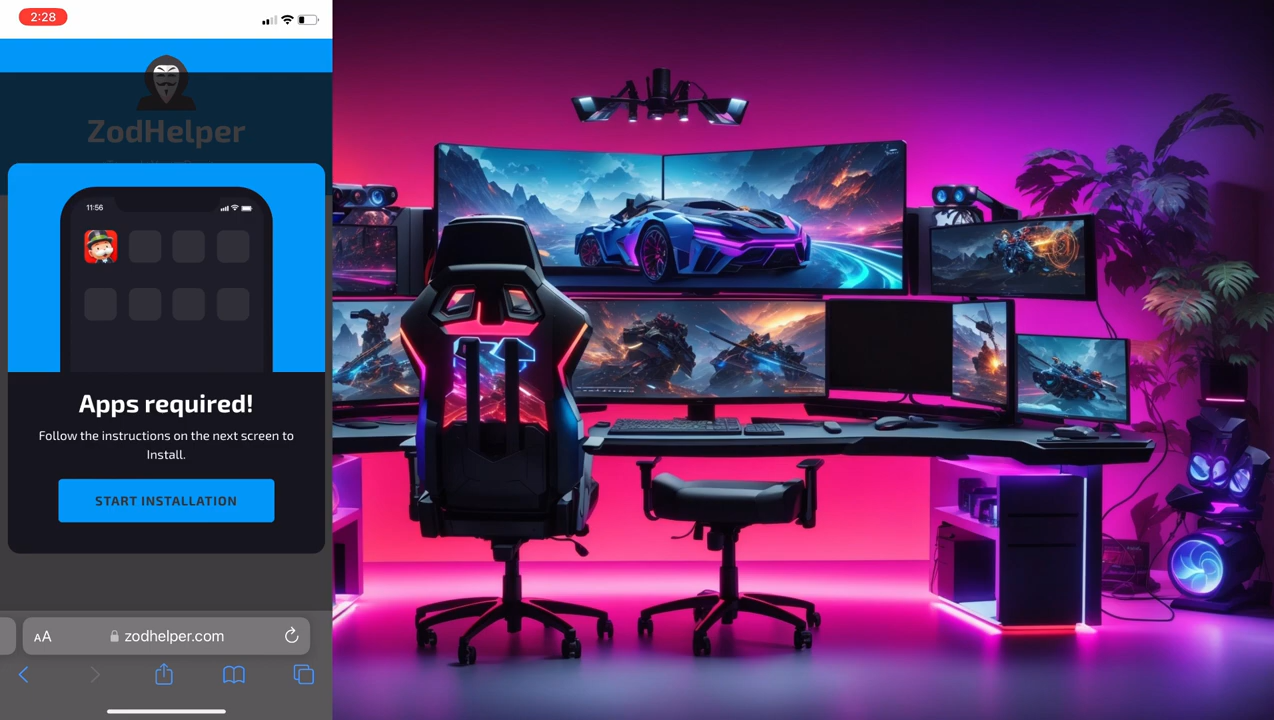 2:28
ZodHelper
11:56
Apps required!
Follow the instructions on the next screen to
Install.
START INSTALLATION
AA
zodhelper.com